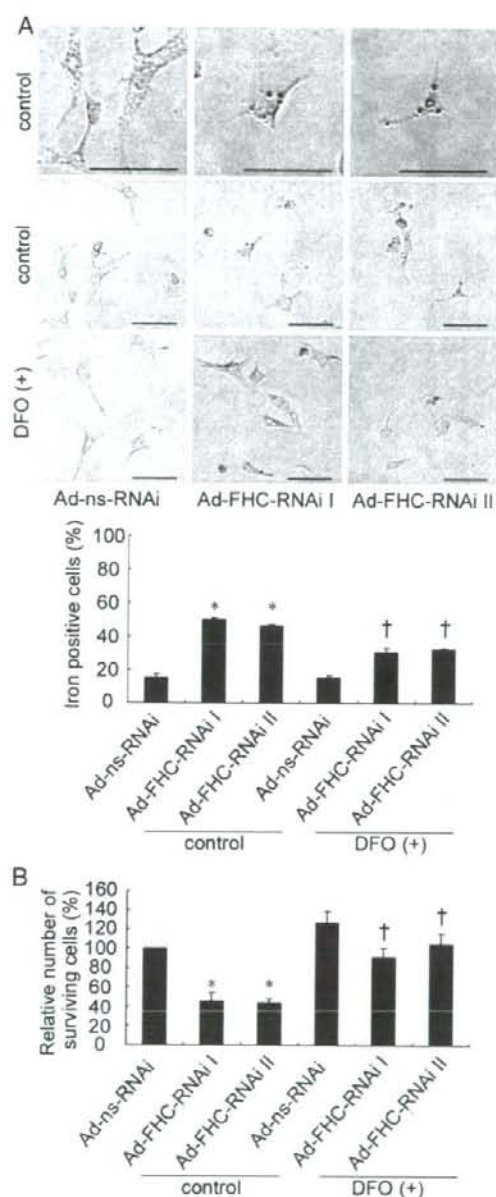 A
control
control
DFO (+)
Ad-ns-RNAi Ad-FHC-RNAi I Ad-FHC-RNAi II
Iron positive cells (%)
100
80
60
40
20
0
* * † †
Ad-ns-RNAi
Ad-FHC-RNAi I
Ad-FHC-RNAi II
Ad-ns-RNAi
Ad-FHC-RNAi I
Ad-FHC-RNAi II
control DFO (+)
B
Relative number of
surviving cells (%)
160
140
120
100
80
60
40
20
0
* * † †
Ad-ns-RNAi
Ad-FHC-RNAi I
Ad-FHC-RNAi II
Ad-ns-RNAi
Ad-FHC-RNAi I
Ad-FHC-RNAi II
control DFO (+)